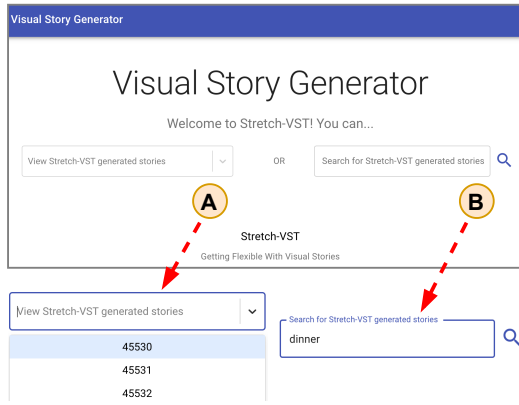 Visual Story Generator
Visual Story Generator
Welcome to Stretch-VST! You can...
View Stretch-VST generated stories
OR
Search for Stretch-VST generated stories
A
B
Stretch-VST
Getting Flexible With Visual Stories
View Stretch-VST generated stories
Search for Stretch-VST generated stories
dinner
45530
45531
45532